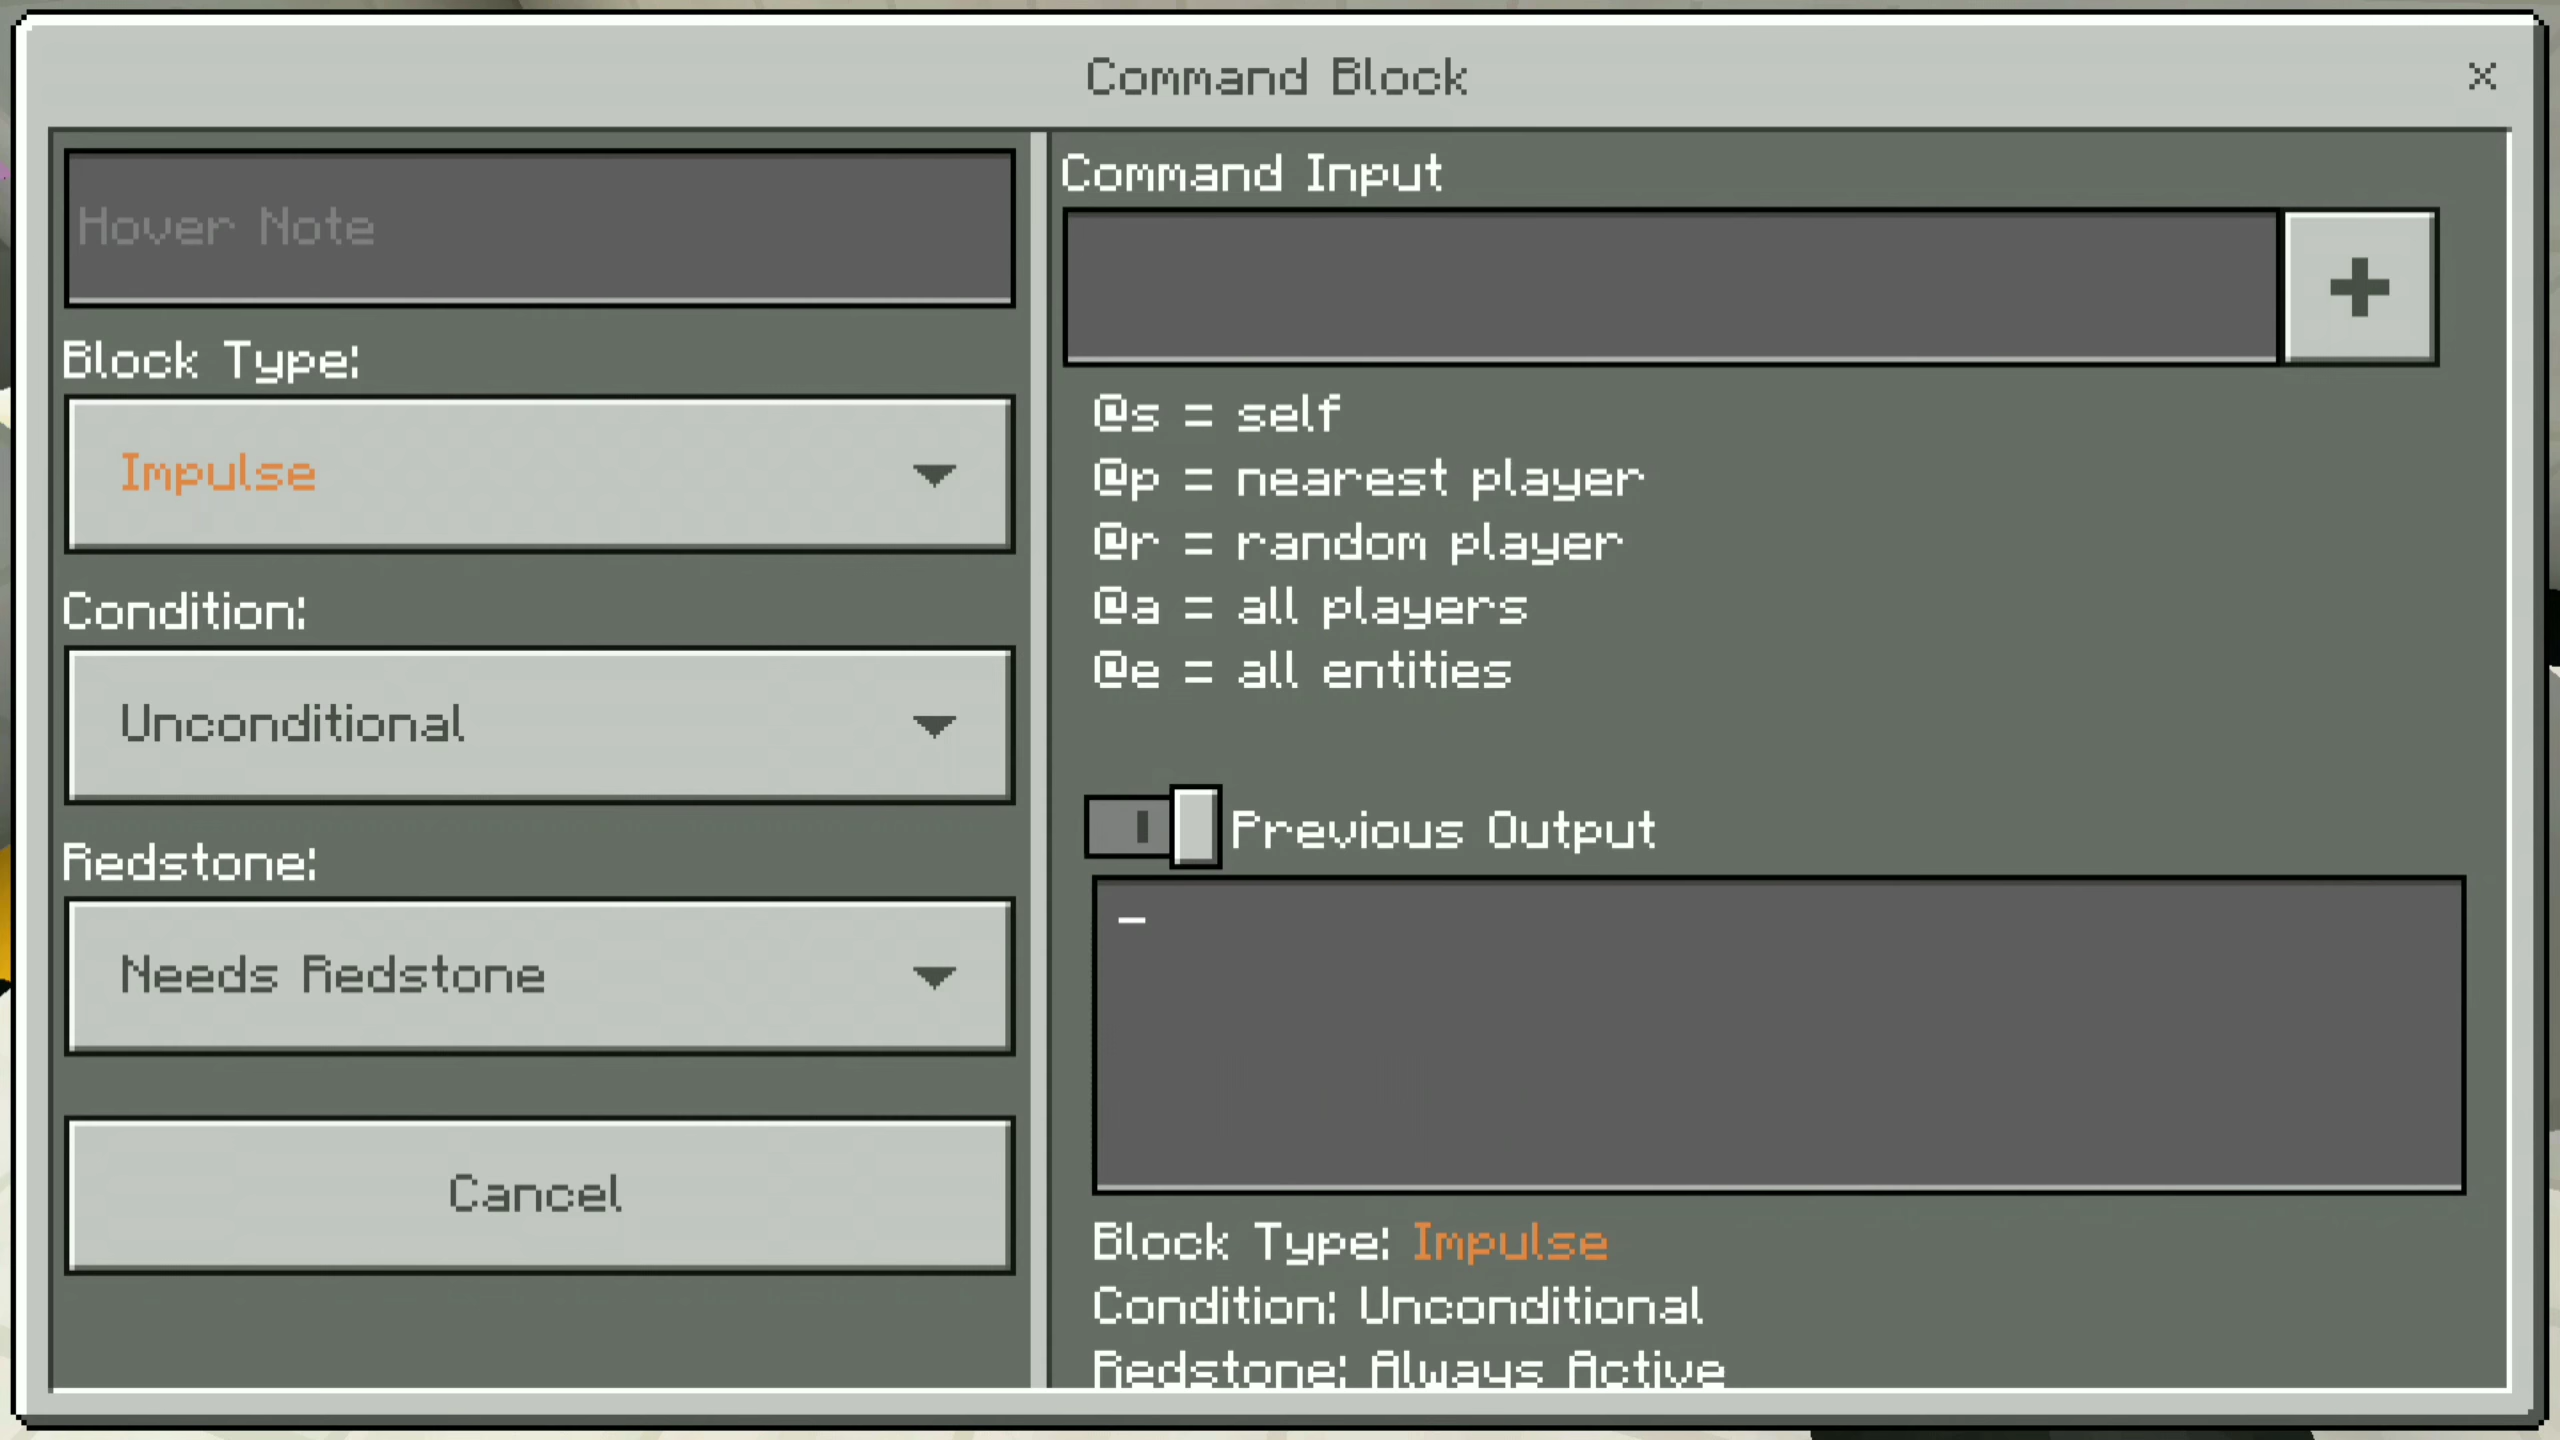 Command Block
Hover Note
Block Type:
Impulse
Condition:
Unconditional
Redstone:
Needs Redstone
Cancel
Command Input
@s = self
@p = nearest player
@r = random player
@a = all players
@e = all entities
Previous Output
-
Block Type: Impulse
Condition: Unconditional
Redstone: Always Active